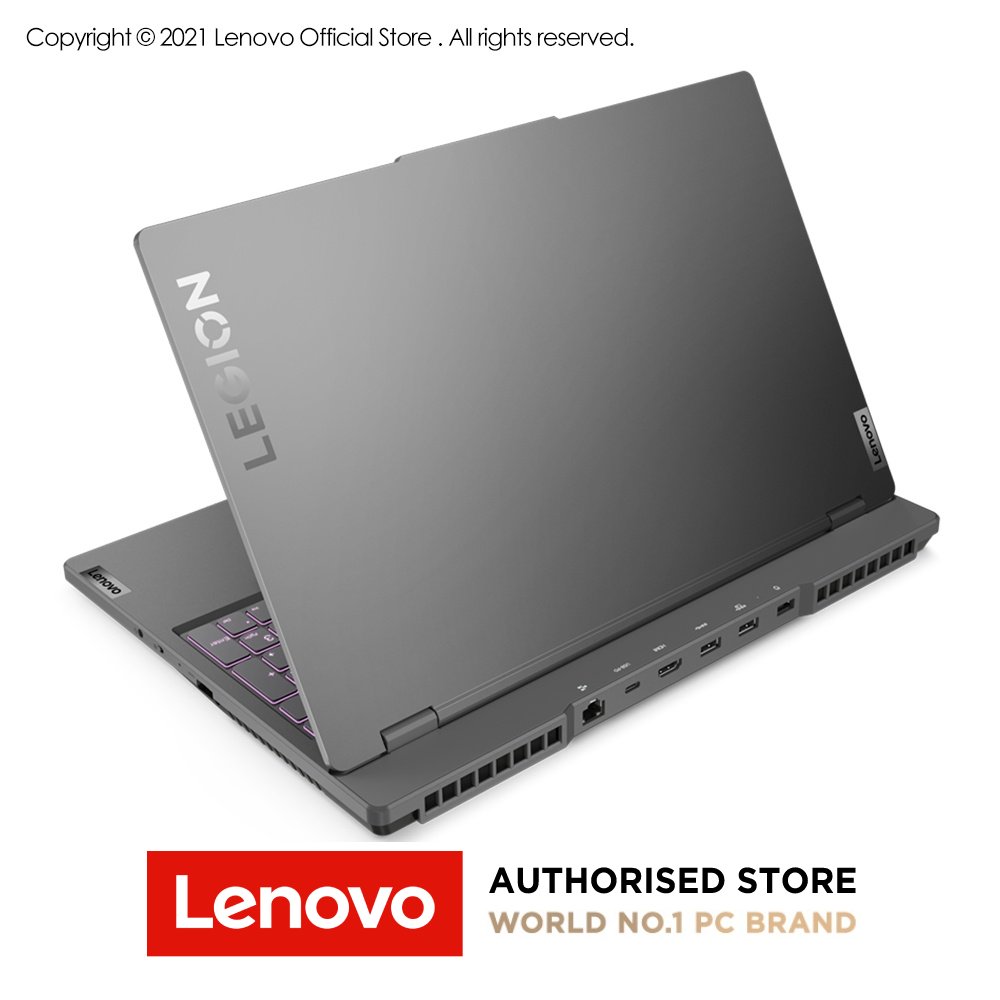 Copyright © 2021 Lenovo Official Store . All rights reserved.
LEGION
Lenovo
Lenovo
HDMI
Lenovo
AUTHORISED STORE
WORLD NO.1 PC BRAND